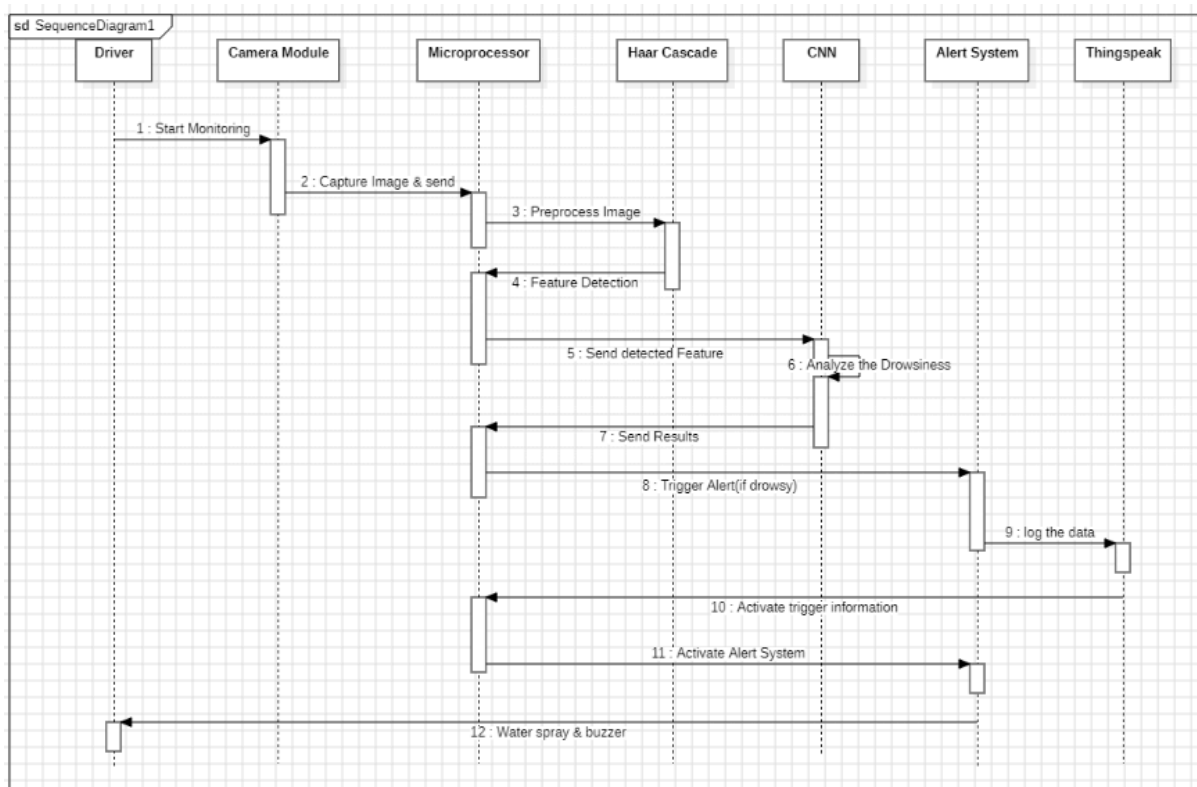 sd SequenceDiagram1
Driver
Camera Module
Microprocessor
Haar Cascade
CNN
Alert System
Thingspeak
1 : Start Monitoring
2 : Capture Image & send
3 : Preprocess Image
4 : Feature Detection
5 : Send detected Feature
6 : Analyze the Drowsiness
7 : Send Results
8 : Trigger Alert(if drowsy)
9 : log the data
10 : Activate trigger information
11 : Activate Alert System
12 : Water spray & buzzer